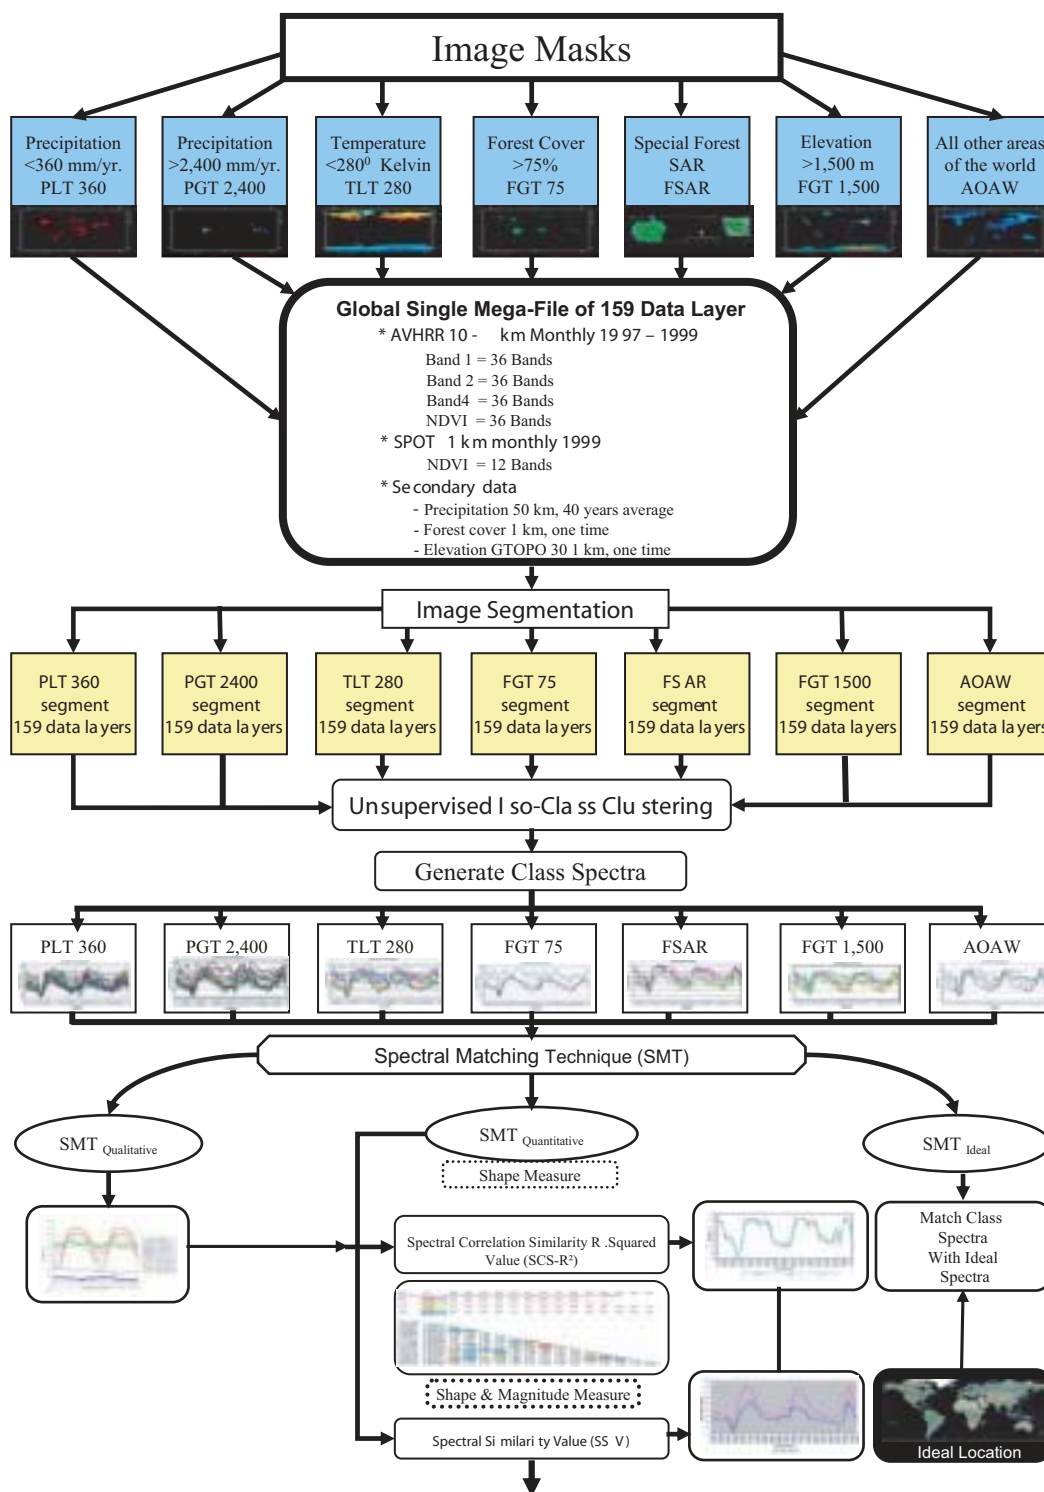 Image Masks
Precipitation
<360 mm/yr.
PLT 360
Precipitation
>2,400 mm/yr.
PGT 2,400
Temperature
<280⁰ Kelvin
TLT 280
Forest Cover
>75%
FGT 75
Special Forest
SAR
FSAR
Elevation
>1,500 m
FGT 1,500
All other areas
of the world
AOAW
Global Single Mega-File of 159 Data Layer
* AVHRR 10 - km Monthly 19 97 – 1999
Band 1 = 36 Bands
Band 2 = 36 Bands
Band4 = 36 Bands
NDVI = 36 Bands
* SPOT 1 km monthly 1999
NDVI = 12 Bands
* Se condary data
- Precipitation 50 km, 40 years average
- Forest cover 1 km, one time
- Elevation GTOPO 30 1 km, one time
Image Segmentation
PLT 360
segment
159 data la yers
PGT 2400
segment
159 data la yers
TLT 280
segment
159 data la yers
FGT 75
segment
159 data la yers
FS AR
segment
159 data la yers
FGT 1500
segment
159 data la yers
AOAW
segment
159 data la yers
Unsupervised I so-Cla ss Clu stering
Generate Class Spectra
PLT 360
PGT 2,400
TLT 280
FGT 75
FSAR
FGT 1,500
AOAW
Spectral Matching Technique (SMT)
SMT Qualitative
SMT Quantitative
SMT Ideal
Shape Measure
Spectral Correlation Similarity R .Squared
Value (SCS-R²)
Match Class
Spectra
With Ideal
Spectra
Shape & Magnitude Measure
Spectral Si milari ty Value (SS V)
Ideal Location